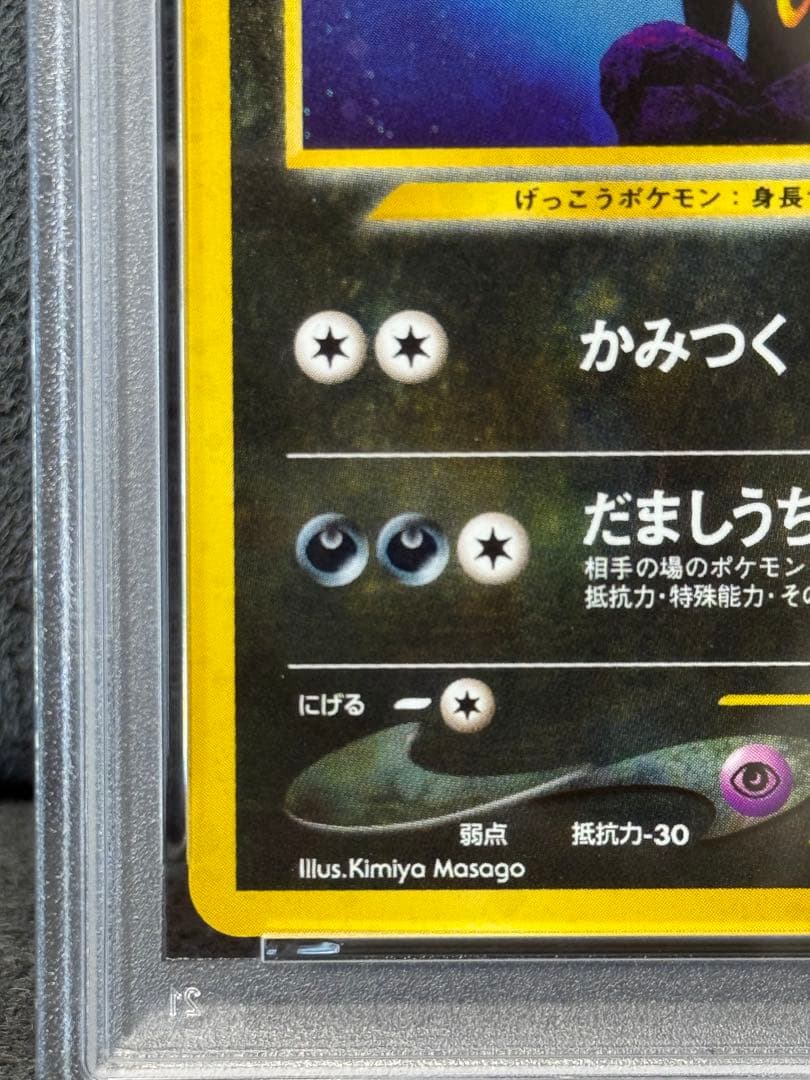 げっこうポケモン：身長
かみつく
だましうち
相手の場のポケモン
抵抗力・特殊能力・その
にげる
弱点 抵抗力-30
Illus.Kimiya Masago
21